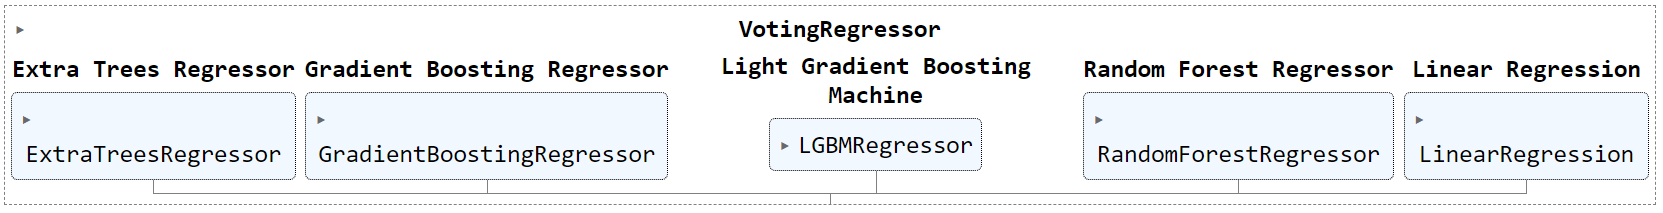 VotingRegressor
Extra Trees Regressor
Gradient Boosting Regressor
Light Gradient Boosting
Machine
Random Forest Regressor
Linear Regression
ExtraTreesRegressor
GradientBoostingRegressor
LGBMRegressor
RandomForestRegressor
LinearRegression